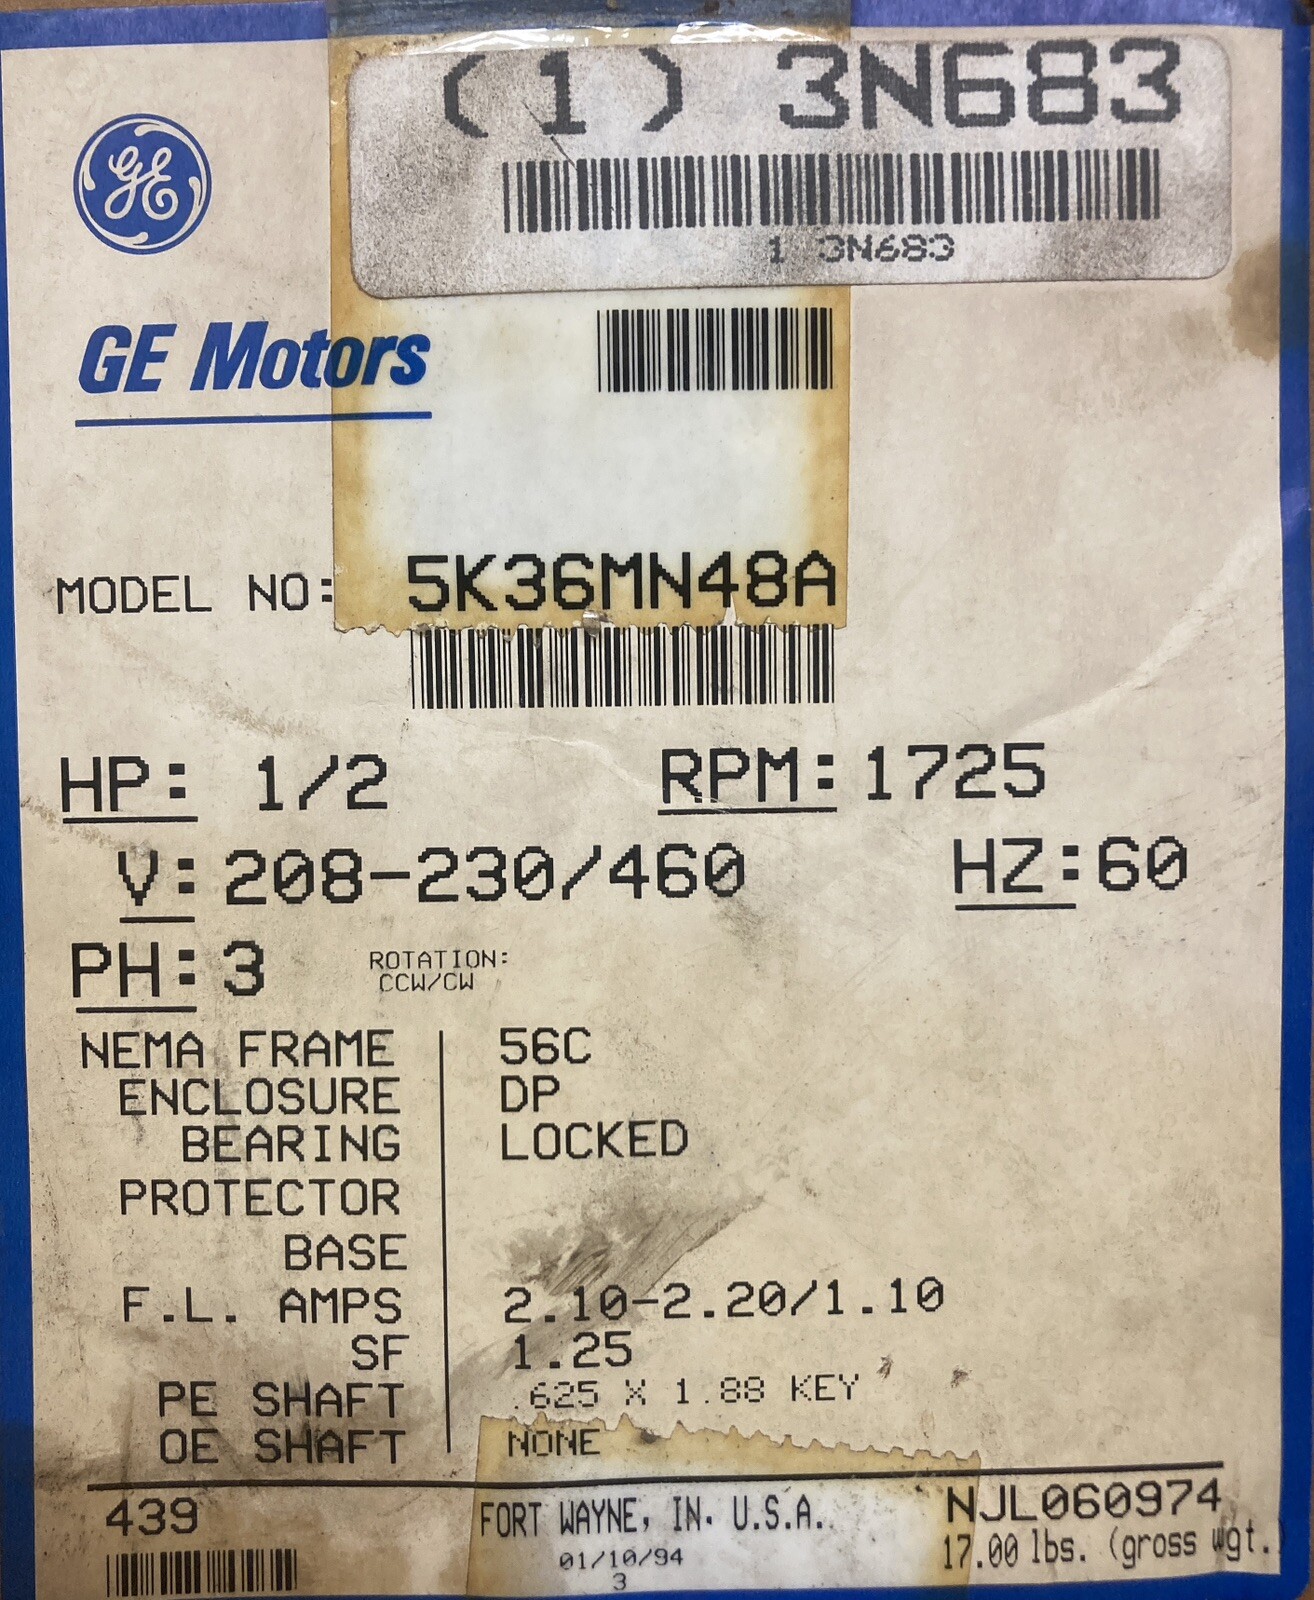 (1) 3N683
1 3N683
GE
GE Motors
MODEL NO: 5K36MN48A
HP: 1/2 RPM: 1725
V: 208-230/460 HZ: 60
PH: 3 ROTATION:
CCW/CW
NEMA FRAME 56C
ENCLOSURE DP
BEARING LOCKED
PROTECTOR
BASE
F.L. AMPS 2.10-2.20/1.10
SF 1.25
PE SHAFT .625 X 1.88 KEY
OE SHAFT NONE
439 FORT WAYNE, IN. U.S.A. NJL060974
01/10/94 17.00 lbs. (gross wgt.
3